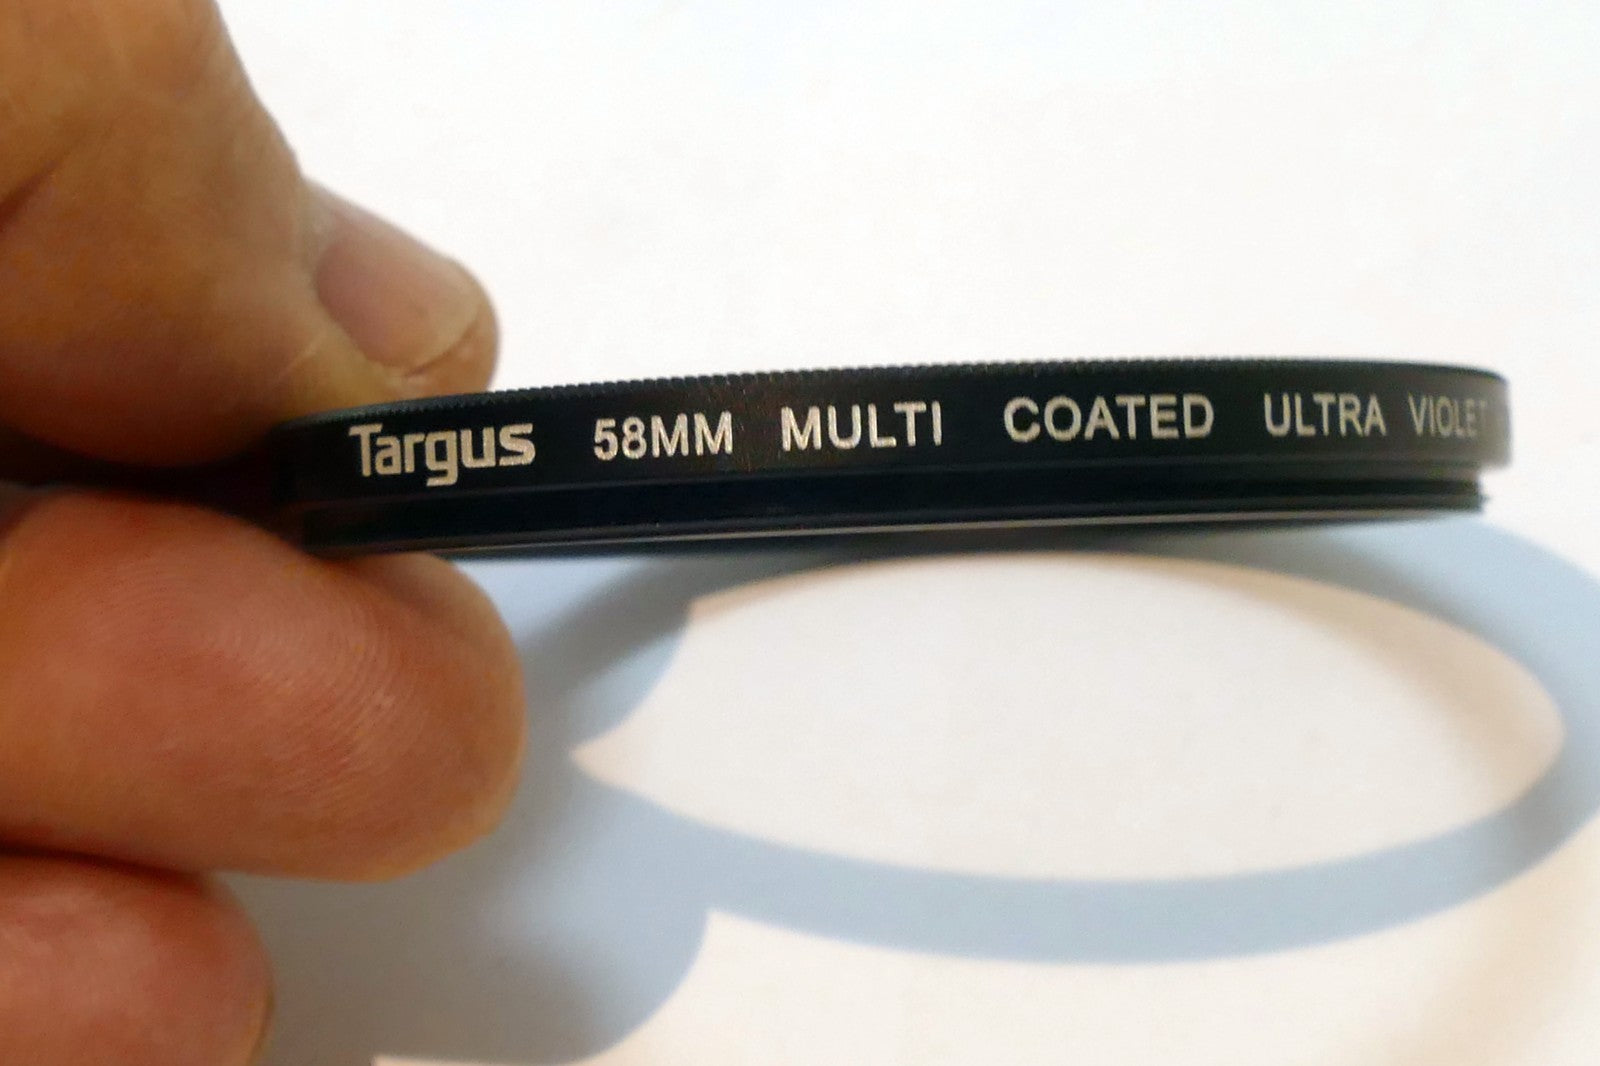 Targus 58MM MULTI COATED ULTRA VIOLET